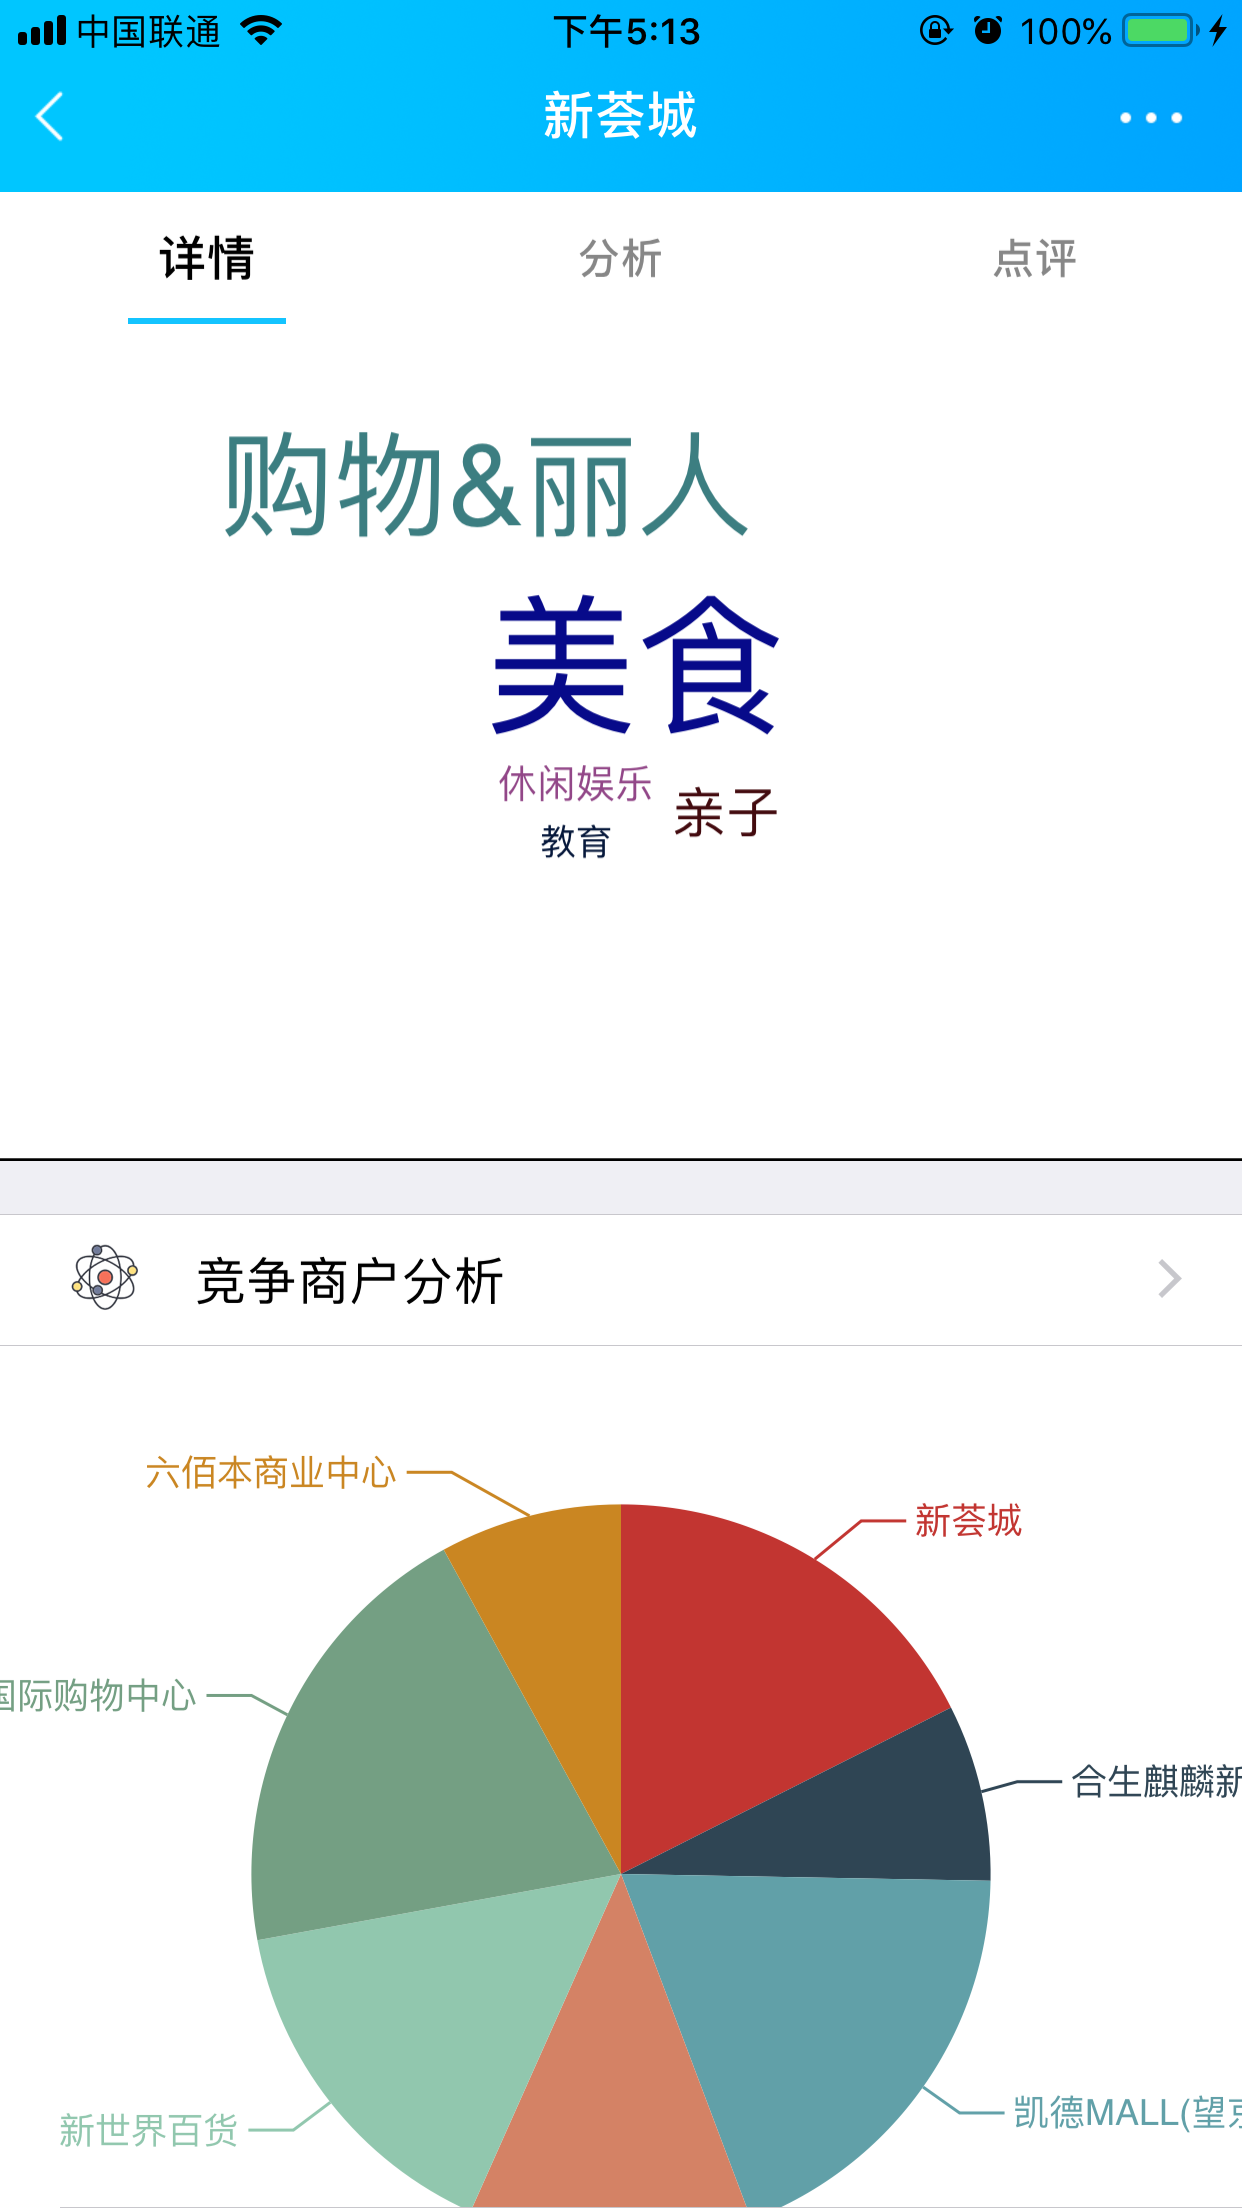 中国联通 下午5:13 100%
新荟城
详情 分析 点评
购物&丽人
美食
休闲娱乐 亲子
教育
竞争商户分析
六佰本商业中心
新荟城
国际购物中心
合生麒麟新
凯德MALL(望京
新世界百货